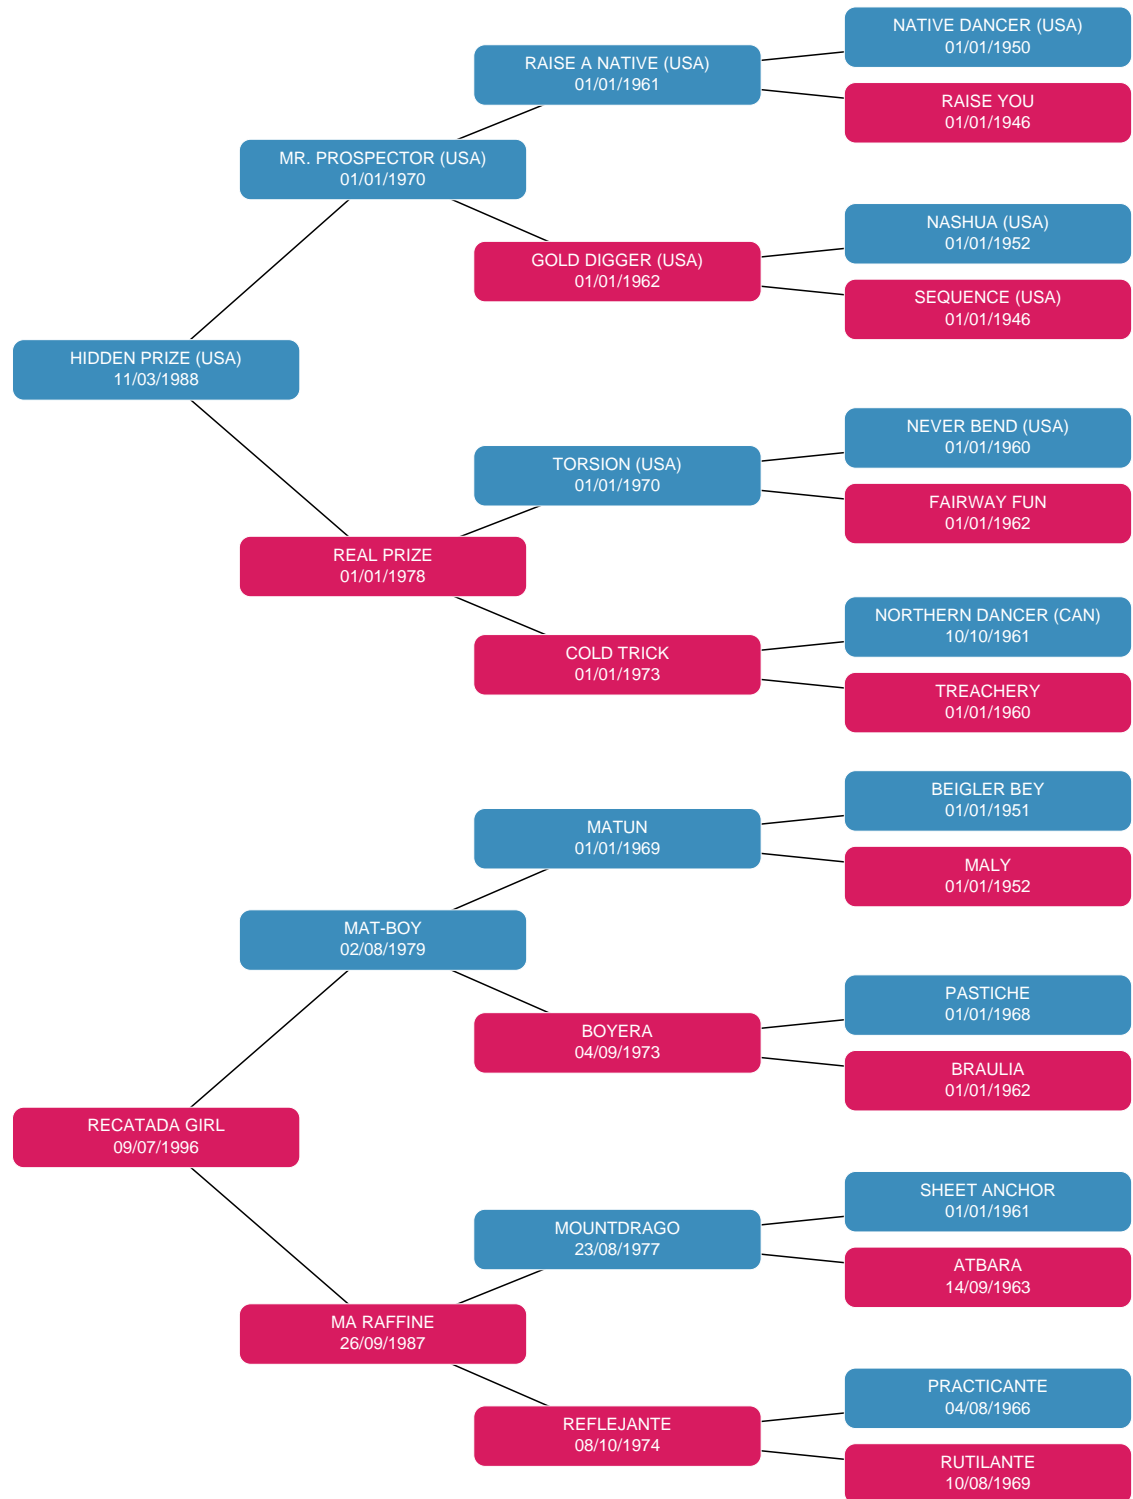 NATIVE DANCER (USA)
01/01/1950
RAISE A NATIVE (USA)
01/01/1961
RAISE YOU
01/01/1946
MR. PROSPECTOR (USA)
01/01/1970
NASHUA (USA)
01/01/1952
GOLD DIGGER (USA)
01/01/1962
SEQUENCE (USA)
01/01/1946
HIDDEN PRIZE (USA)
11/03/1988
NEVER BEND (USA)
01/01/1960
TORSION (USA)
01/01/1970
FAIRWAY FUN
01/01/1962
REAL PRIZE
01/01/1978
NORTHERN DANCER (CAN)
10/10/1961
COLD TRICK
01/01/1973
TREACHERY
01/01/1960
BEIGLER BEY
01/01/1951
MATUN
01/01/1969
MALY
01/01/1952
MAT-BOY
02/08/1979
PASTICHE
01/01/1968
BOYERA
04/09/1973
BRAULIA
01/01/1962
RECATADA GIRL
09/07/1996
SHEET ANCHOR
01/01/1961
MOUNTDRAGO
23/08/1977
ATBARA
14/09/1963
MA RAFFINE
26/09/1987
PRACTICANTE
04/08/1966
REFLEJANTE
08/10/1974
RUTILANTE
10/08/1969